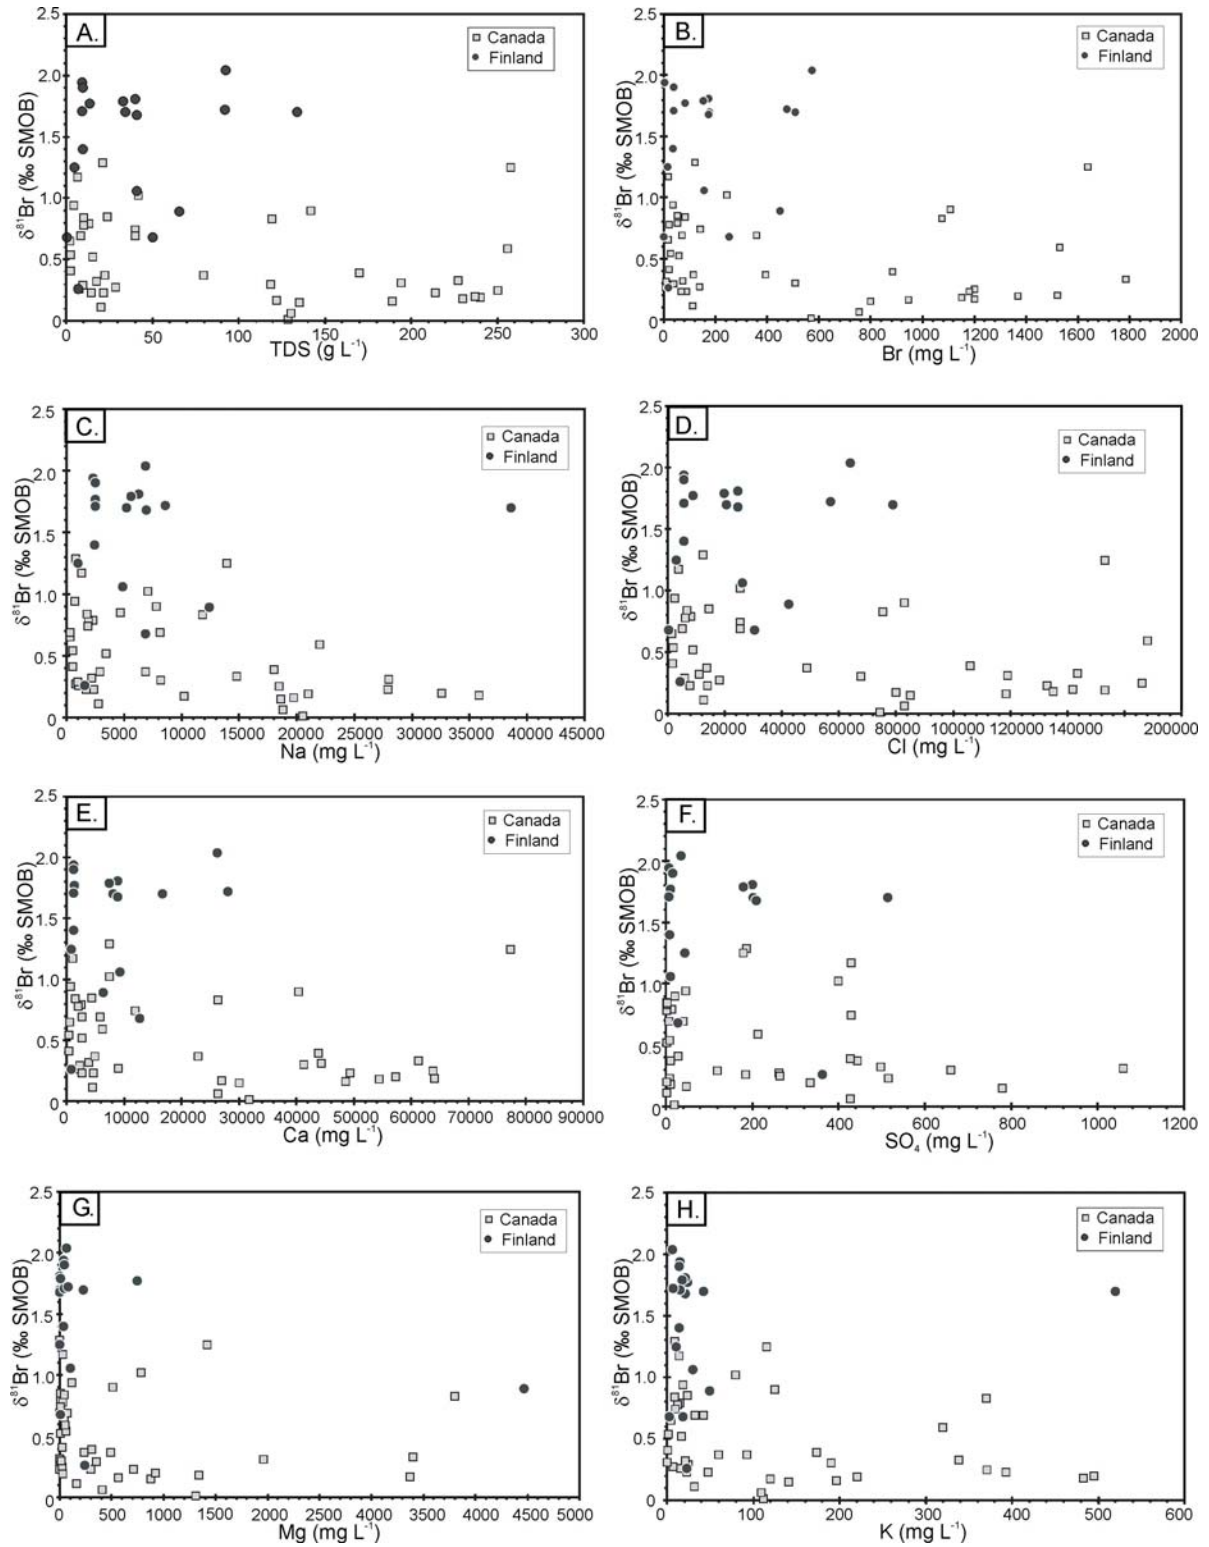 A.
Canada
Finland
2.5
2.0
1.5
1.0
0.5
0
δ⁸¹Br (‰ SMOB)
0 50 100 150 200 250 300
TDS (g L⁻¹)
B.
Canada
Finland
2.5
2.0
1.5
1.0
0.5
0
δ⁸¹Br (‰ SMOB)
0 200 400 600 800 1000 1200 1400 1600 1800 2000
Br (mg L⁻¹)
C.
Canada
Finland
2.5
2.0
1.5
1.0
0.5
0
δ⁸¹Br (‰ SMOB)
0 5000 10000 15000 20000 25000 30000 35000 40000 45000
Na (mg L⁻¹)
D.
Canada
Finland
2.5
2.0
1.5
1.0
0.5
0
δ⁸¹Br (‰ SMOB)
0 20000 40000 60000 80000 100000 120000 140000 160000 200000
Cl (mg L⁻¹)
E.
Canada
Finland
2.5
2.0
1.5
1.0
0.5
0
δ⁸¹Br (‰ SMOB)
0 10000 20000 30000 40000 50000 60000 70000 80000 90000
Ca (mg L⁻¹)
F.
Canada
Finland
2.5
2.0
1.5
1.0
0.5
0
δ⁸¹Br (‰ SMOB)
0 200 400 600 800 1000 1200
SO₄ (mg L⁻¹)
G.
Canada
Finland
2.5
2.0
1.5
1.0
0.5
0
δ⁸¹Br (‰ SMOB)
0 500 1000 1500 2000 2500 3000 3500 4000 4500 5000
Mg (mg L⁻¹)
H.
Canada
Finland
2.5
2.0
1.5
1.0
0.5
0
δ⁸¹Br (‰ SMOB)
0 100 200 300 400 500 600
K (mg L⁻¹)